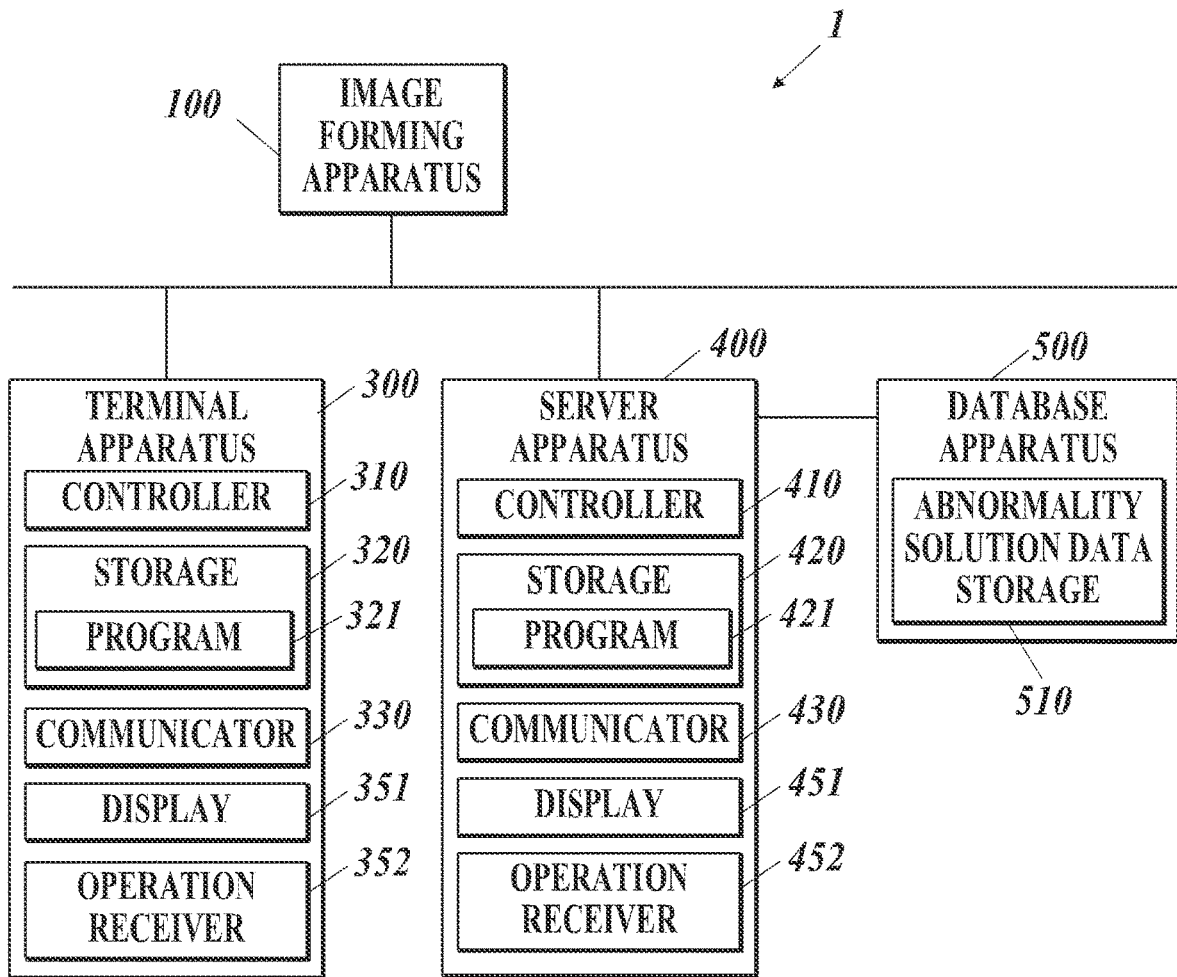 1
100
IMAGE
FORMING
APPARATUS
300
TERMINAL
APPARATUS
CONTROLLER
310
STORAGE
320
PROGRAM
321
COMMUNICATOR
330
DISPLAY
351
OPERATION
RECEIVER
352
400
SERVER
APPARATUS
CONTROLLER
410
STORAGE
420
PROGRAM
421
COMMUNICATOR
430
DISPLAY
451
OPERATION
RECEIVER
452
500
DATABASE
APPARATUS
ABNORMALITY
SOLUTION DATA
STORAGE
510